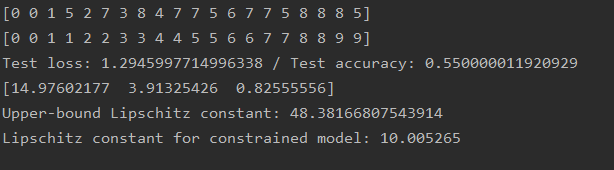 [0 0 1 5 2 7 3 8 4 7 7 5 6 7 7 5 8 8 8 5]
[0 0 1 1 2 2 3 3 4 4 5 5 6 6 7 7 8 8 9 9]
Test loss: 1.2945997714996338 / Test accuracy: 0.550000011920929
[14.97602177  3.91325426  0.82555556]
Upper-bound Lipschitz constant: 48.38166807543914
Lipschitz constant for constrained model: 10.005265